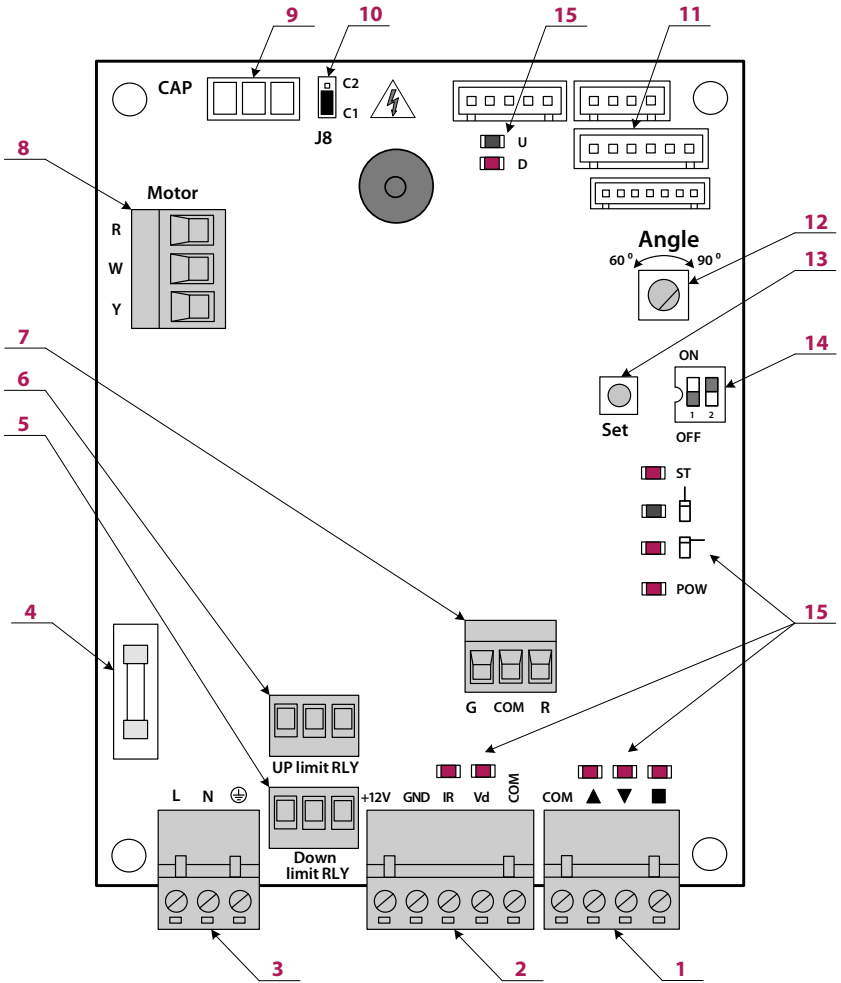 9 10 15 11
CAP
C2
C1
J8
U
D
8
Motor
R
W
Y
Angle
60 ⁰ 90 ⁰
12
13
7
14
ON
1 2
OFF
Set
6
5
ST
POW
4
15
G COM R
UP limit RLY
L N
+12V GND IR Vd COM
COM ▲ ▼ ■
Down
limit RLY
3 2 1